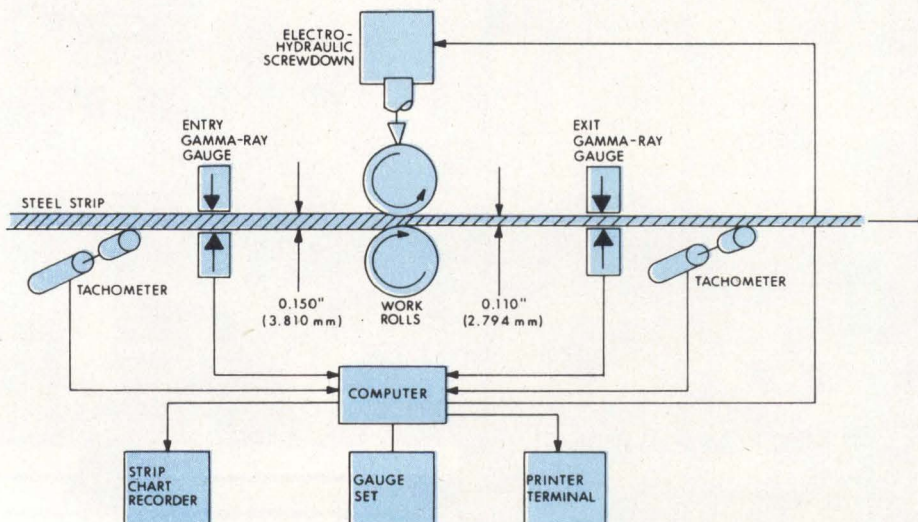 ELECTRO-
HYDRAULIC
SCREWDOWN
ENTRY
GAMMA-RAY
GAUGE
EXIT
GAMMA-RAY
GAUGE
STEEL STRIP
TACHOMETER
0.150"
(3.810 mm)
WORK
ROLLS
0.110"
(2.794 mm)
TACHOMETER
COMPUTER
STRIP
CHART
RECORDER
GAUGE
SET
PRINTER
TERMINAL